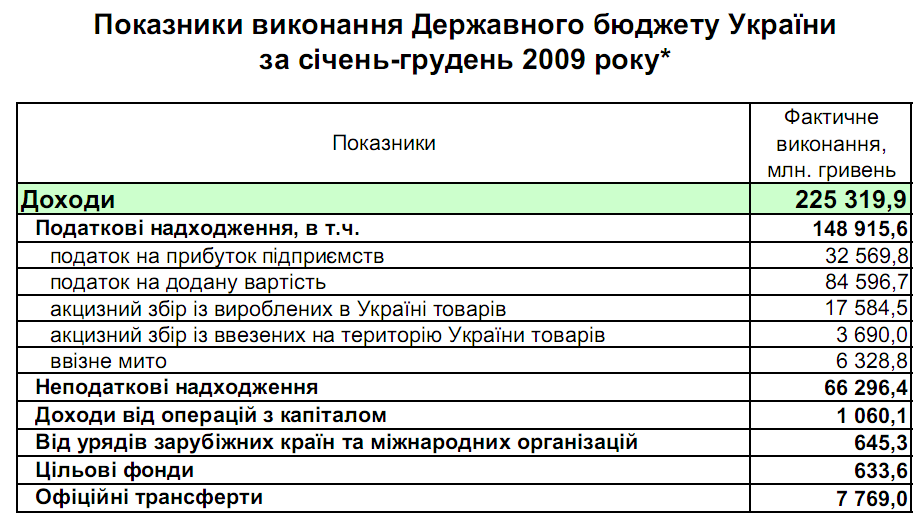 Показники виконання Державного бюджету України
за січень-грудень 2009 року*
Показники
Фактичне
виконання,
млн. гривень
Доходи 225 319,9
Податкові надходження, в т.ч. 148 915,6
податок на прибуток підприємств 32 569,8
податок на додану вартість 84 596,7
акцизний збір із вироблених в Україні товарів 17 584,5
акцизний збір із ввезених на територію України товарів 3 690,0
ввізне мито 6 328,8
Неподаткові надходження 66 296,4
Доходи від операцій з капіталом 1 060,1
Від урядів зарубіжних країн та міжнародних організацій 645,3
Цільові фонди 633,6
Офіційні трансферти 7 769,0